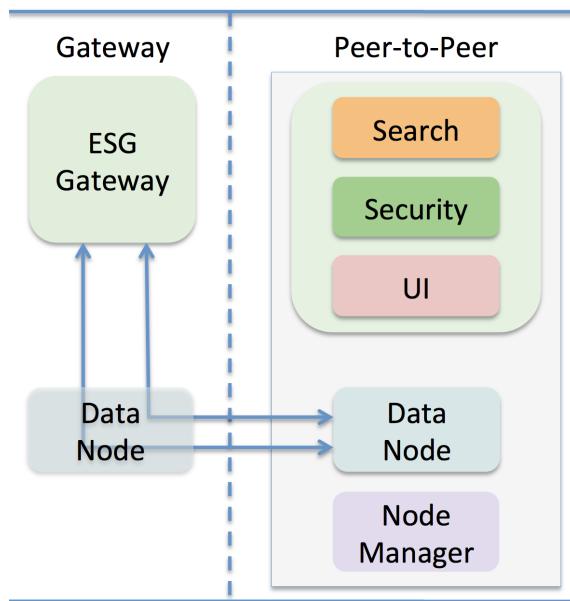 Gateway
Peer-to-Peer
ESG
Gateway
Search
Security
UI
Data
Node
Data
Node
Node
Manager